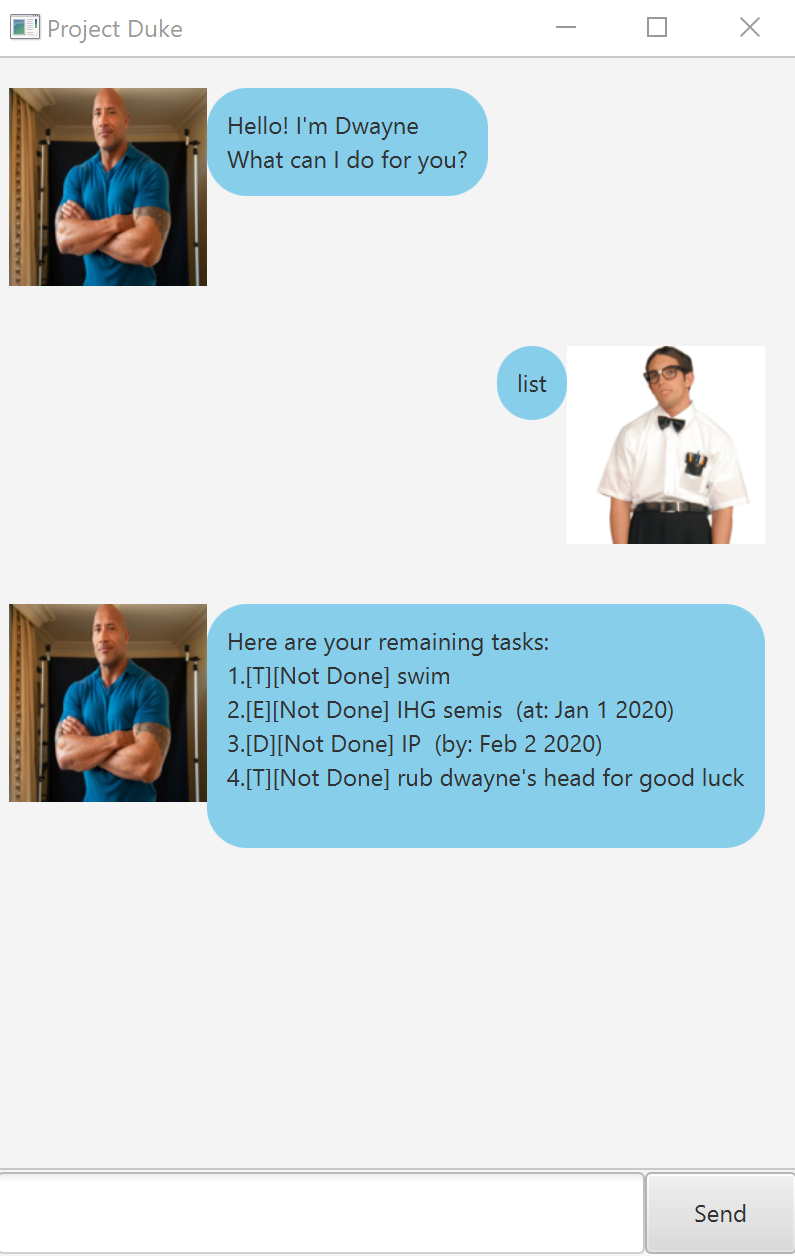 Project Duke
Hello! I'm Dwayne
What can I do for you?
list
Here are your remaining tasks:
1.[T][Not Done] swim
2.[E][Not Done] IHG semis  (at: Jan 1 2020)
3.[D][Not Done] IP  (by: Feb 2 2020)
4.[T][Not Done] rub dwayne's head for good luck
Send